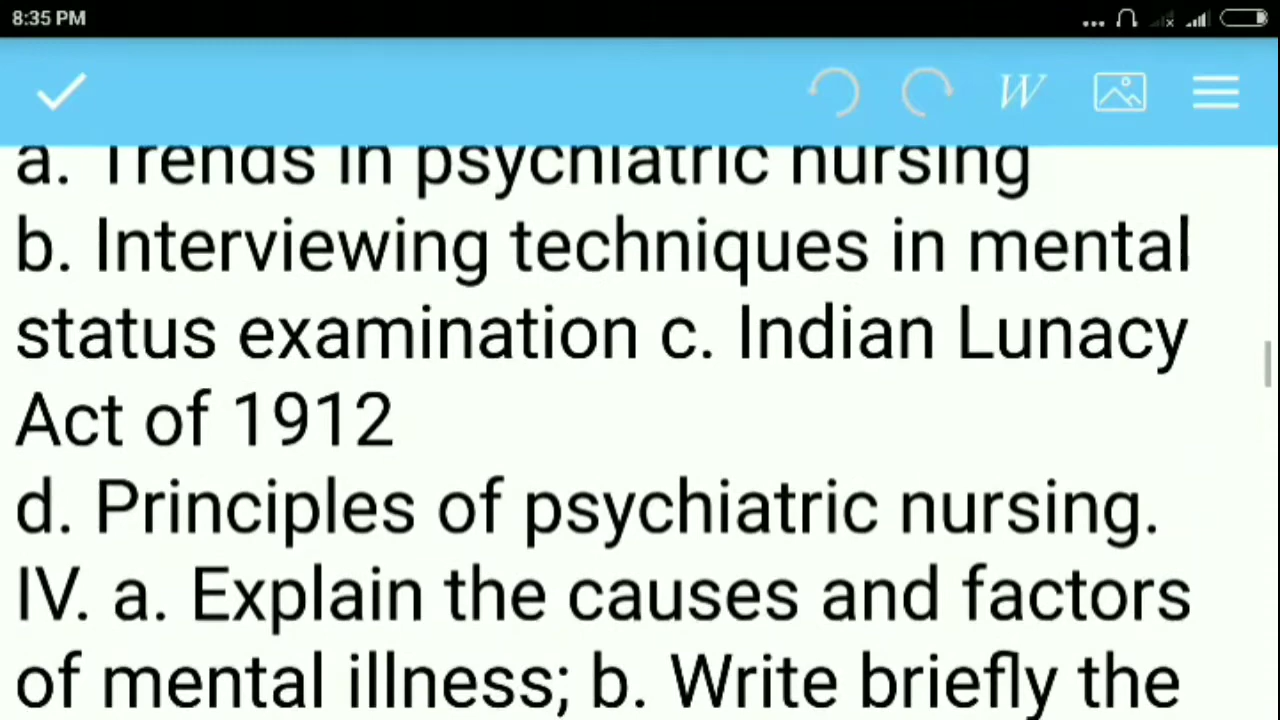 8:35 PM
W
a. Trends in psychiatric nursing
b. Interviewing techniques in mental
status examination c. Indian Lunacy
Act of 1912
d. Principles of psychiatric nursing.
IV. a. Explain the causes and factors
of mental illness; b. Write briefly the